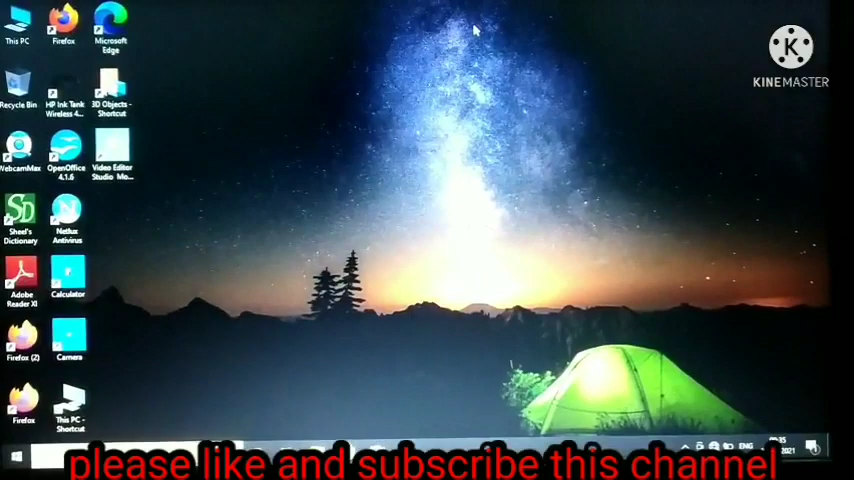 This PC
Firefox
Microsoft
Edge
Recycle Bin
HP Ink Tank
Wireless 4...
3D Objects -
Shortcut
WebcamMax
OpenOffice
4.1.6
Video Editor
Studio Mo...
Sheel's
Dictionary
Netlux
Antivirus
Adobe
Reader XI
Calculator
Firefox (2)
Camera
Firefox
This PC -
Shortcut
K
KINEMASTER
SD
N
ENG
2021
please like and subscribe this channel